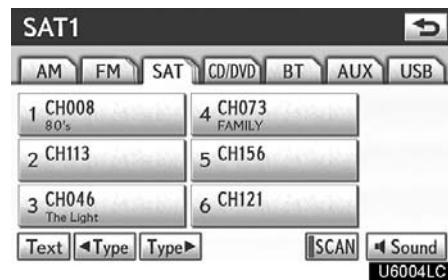 SAT1
AM FM SAT CD/DVD BT AUX USB
1 CH008
80's
4 CH073
FAMILY
2 CH113
5 CH156
3 CH046
The Light
6 CH121
Text ◄Type Type► SCAN Sound
U6004LC